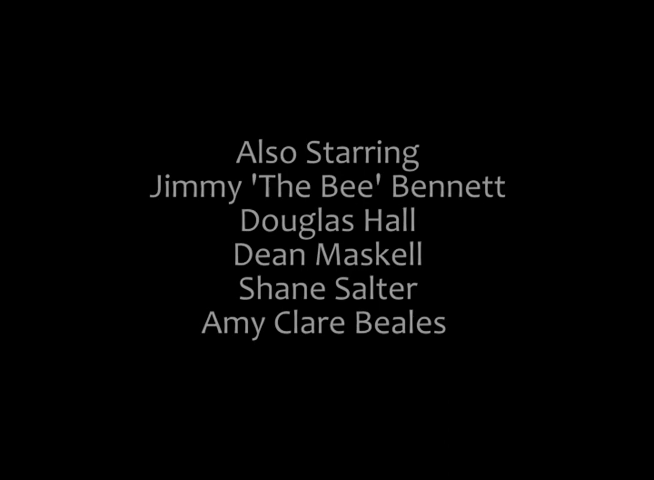 Also Starring
Jimmy 'The Bee' Bennett
Douglas Hall
Dean Maskell
Shane Salter
Amy Clare Beales